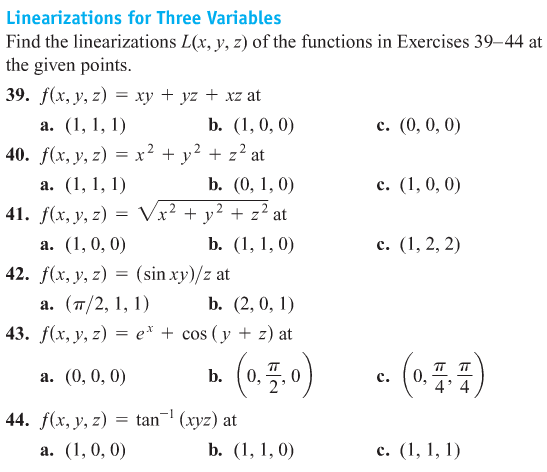 Linearizations for Three Variables
Find the linearizations L(x, y, z) of the functions in Exercises 39–44 at
the given points.
39. f(x, y, z) = xy + yz + xz at
a. (1, 1, 1) b. (1, 0, 0) c. (0, 0, 0)
40. f(x, y, z) = x² + y² + z² at
a. (1, 1, 1) b. (0, 1, 0) c. (1, 0, 0)
41. f(x, y, z) = √(x² + y² + z²) at
a. (1, 0, 0) b. (1, 1, 0) c. (1, 2, 2)
42. f(x, y, z) = (sin xy)/z at
a. (π/2, 1, 1) b. (2, 0, 1)
43. f(x, y, z) = eˣ + cos (y + z) at
a. (0, 0, 0) b. (0, π/2, 0) c. (0, π/4, π/4)
44. f(x, y, z) = tan⁻¹ (xyz) at
a. (1, 0, 0) b. (1, 1, 0) c. (1, 1, 1)